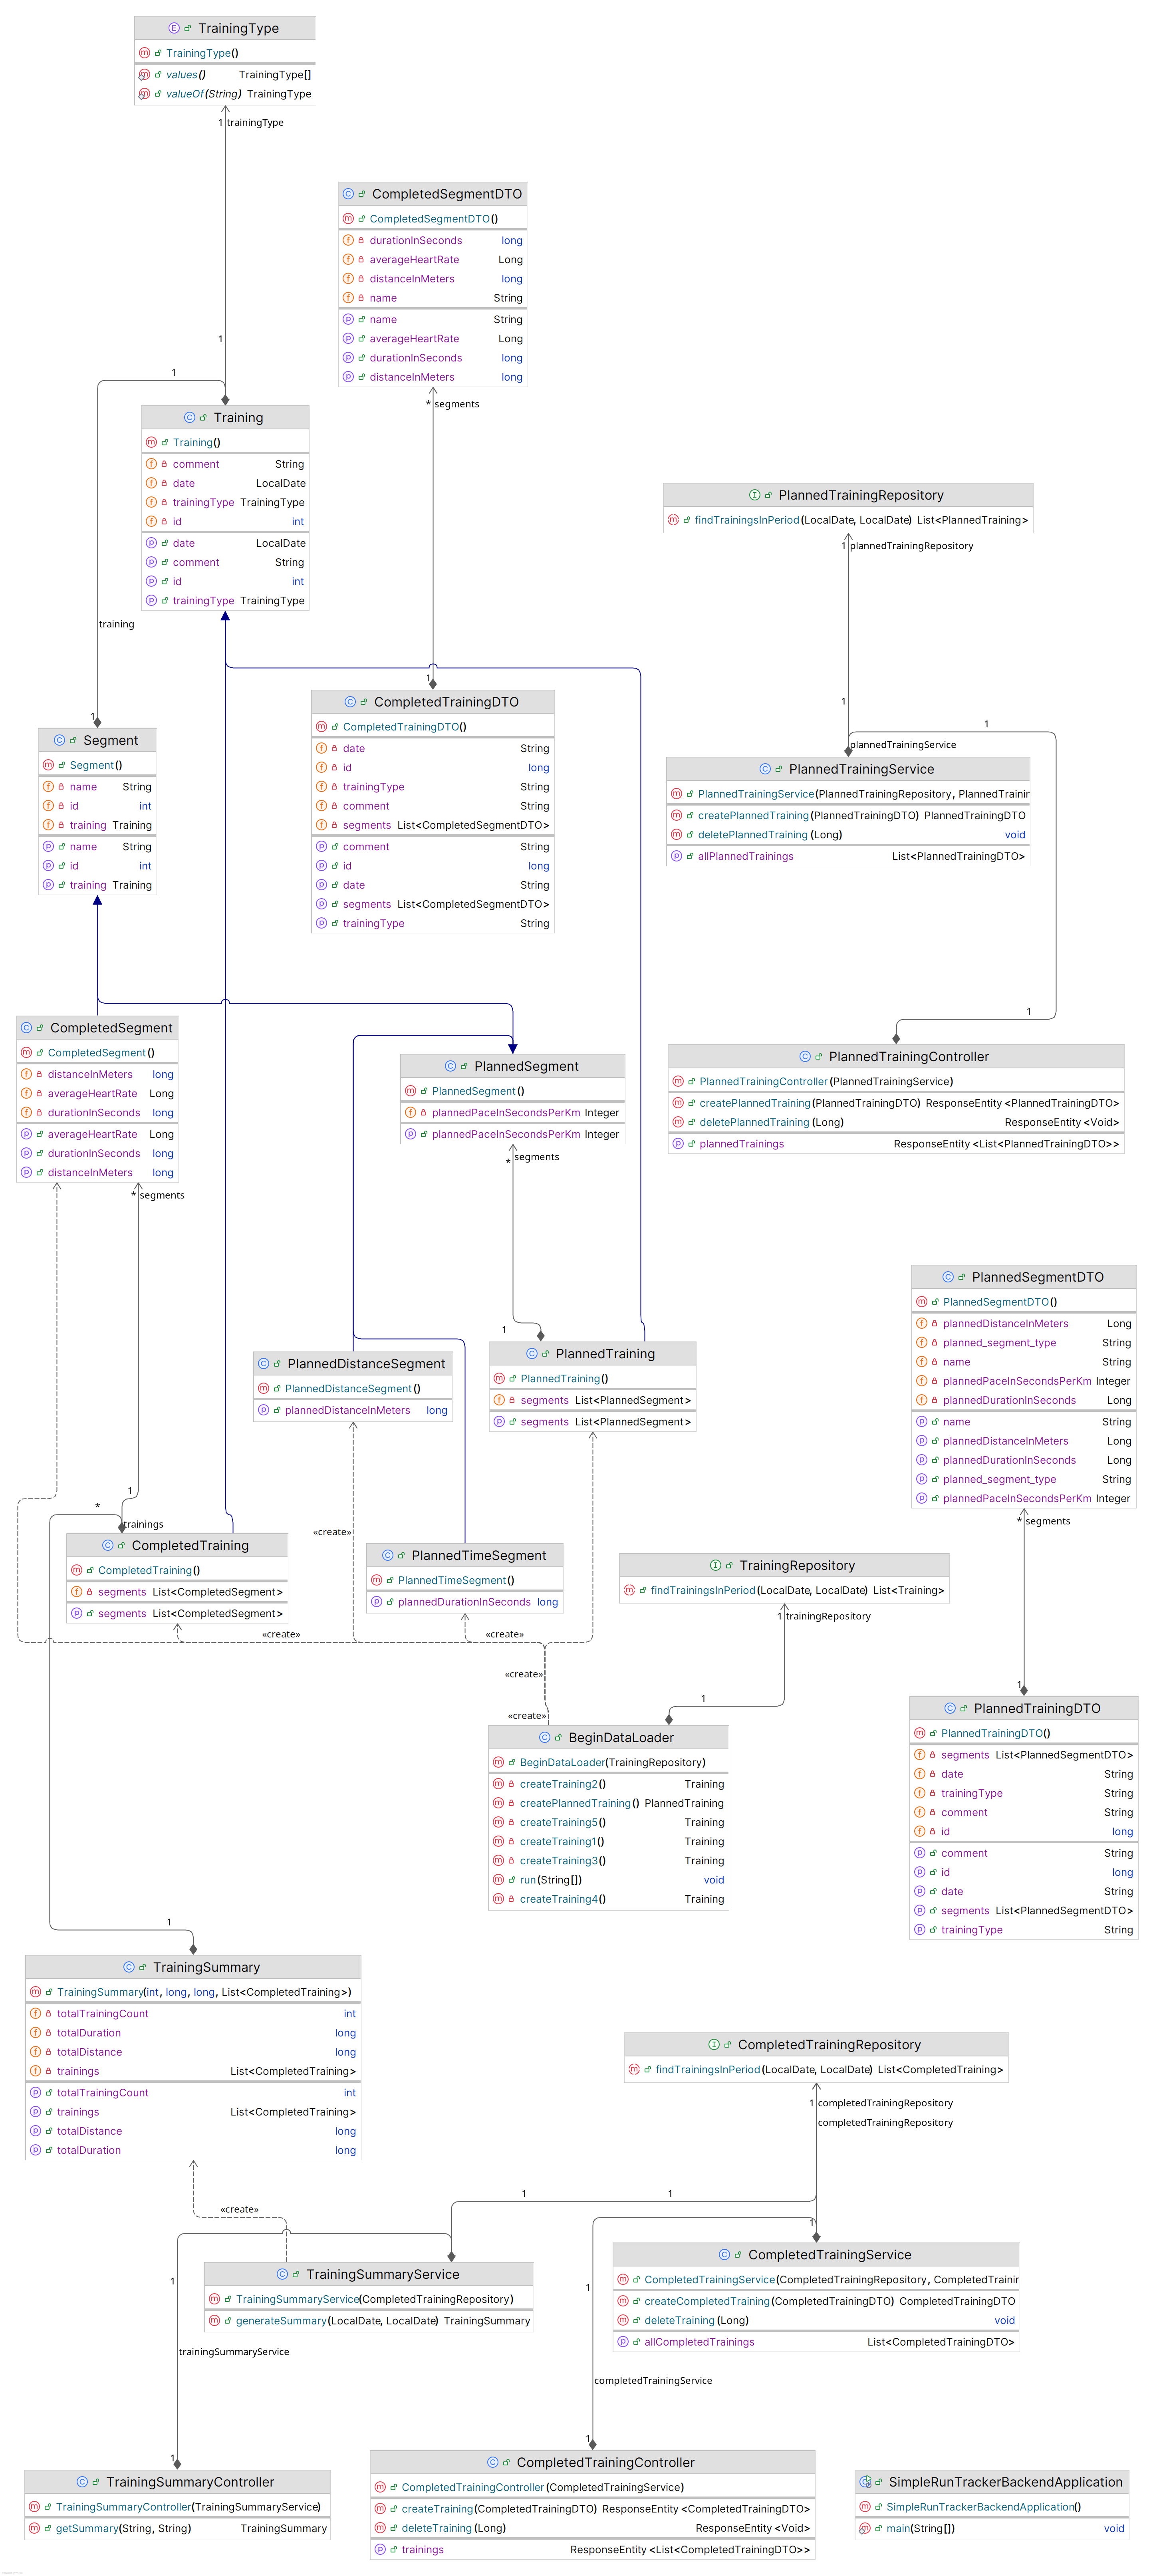 TrainingType
TrainingType()
values() TrainingType[]
valueOf(String) TrainingType
1 trainingType
CompletedSegmentDTO
CompletedSegmentDTO()
durationInSeconds long
averageHeartRate Long
distanceInMeters long
name String
name String
averageHeartRate Long
durationInSeconds long
distanceInMeters long
1
1
* segments
Training
Training()
comment String
date LocalDate
trainingType TrainingType
id int
date LocalDate
comment String
id int
trainingType TrainingType
PlannedTrainingRepository
findTrainingsInPeriod(LocalDate, LocalDate) List<PlannedTraining>
1 plannedTrainingRepository
training
1
1
CompletedTrainingDTO
CompletedTrainingDTO()
date String
id long
trainingType String
comment String
segments List<CompletedSegmentDTO>
comment String
id long
date String
segments List<CompletedSegmentDTO>
trainingType String
1
1
plannedTrainingService
1
Segment
Segment()
name String
id int
training Training
name String
id int
training Training
PlannedTrainingService
PlannedTrainingService(PlannedTrainingRepository, PlannedTrainin
createPlannedTraining(PlannedTrainingDTO) PlannedTrainingDTO
deletePlannedTraining(Long) void
allPlannedTrainings List<PlannedTrainingDTO>
1
CompletedSegment
CompletedSegment()
distanceInMeters long
averageHeartRate Long
durationInSeconds long
averageHeartRate Long
durationInSeconds long
distanceInMeters long
* segments
PlannedSegment
PlannedSegment()
plannedPaceInSecondsPerKm Integer
plannedPaceInSecondsPerKm Integer
* segments
PlannedTrainingController
PlannedTrainingController(PlannedTrainingService)
createPlannedTraining(PlannedTrainingDTO) ResponseEntity<PlannedTrainingDTO>
deletePlannedTraining(Long) ResponseEntity<Void>
plannedTrainings ResponseEntity<List<PlannedTrainingDTO>>
PlannedSegmentDTO
PlannedSegmentDTO()
plannedDistanceInMeters Long
planned_segment_type String
name String
plannedPaceInSecondsPerKm Integer
plannedDurationInSeconds Long
name String
plannedDistanceInMeters Long
plannedDurationInSeconds Long
planned_segment_type String
plannedPaceInSecondsPerKm Integer
* segments
1
PlannedDistanceSegment
PlannedDistanceSegment()
plannedDistanceInMeters long
PlannedTraining
PlannedTraining()
segments List<PlannedSegment>
segments List<PlannedSegment>
1
*
trainings
«create»
CompletedTraining
CompletedTraining()
segments List<CompletedSegment>
segments List<CompletedSegment>
PlannedTimeSegment
PlannedTimeSegment()
plannedDurationInSeconds long
TrainingRepository
findTrainingsInPeriod(LocalDate, LocalDate) List<Training>
1 trainingRepository
«create»
«create»
«create»
«create»
1
1
BeginDataLoader
BeginDataLoader(TrainingRepository)
createTraining2() Training
createPlannedTraining() PlannedTraining
createTraining5() Training
createTraining1() Training
createTraining3() Training
run(String[]) void
createTraining4() Training
PlannedTrainingDTO
PlannedTrainingDTO()
segments List<PlannedSegmentDTO>
date String
trainingType String
comment String
id long
comment String
id long
date String
segments List<PlannedSegmentDTO>
trainingType String
1
TrainingSummary
TrainingSummary(int, long, long, List<CompletedTraining>)
totalTrainingCount int
totalDuration long
totalDistance long
trainings List<CompletedTraining>
totalTrainingCount int
trainings List<CompletedTraining>
totalDistance long
totalDuration long
CompletedTrainingRepository
findTrainingsInPeriod(LocalDate, LocalDate) List<CompletedTraining>
1 completedTrainingRepository
completedTrainingRepository
1
1
«create»
1
1
1
TrainingSummaryService
TrainingSummaryService(CompletedTrainingRepository)
generateSummary(LocalDate, LocalDate) TrainingSummary
trainingSummaryService
CompletedTrainingService
CompletedTrainingService(CompletedTrainingRepository, CompletedTrainin
createCompletedTraining(CompletedTrainingDTO) CompletedTrainingDTO
deleteTraining(Long) void
allCompletedTrainings List<CompletedTrainingDTO>
completedTrainingService
1
1
TrainingSummaryController
TrainingSummaryController(TrainingSummaryService)
getSummary(String, String) TrainingSummary
CompletedTrainingController
CompletedTrainingController(CompletedTrainingService)
createTraining(CompletedTrainingDTO) ResponseEntity<CompletedTrainingDTO>
deleteTraining(Long) ResponseEntity<Void>
trainings ResponseEntity<List<CompletedTrainingDTO>>
SimpleRunTrackerBackendApplication
SimpleRunTrackerBackendApplication()
main(String[]) void